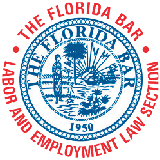 • THE FLORIDA BAR •
LABOR AND EMPLOYMENT LAW SECTION
THE FLORIDA BAR
1950